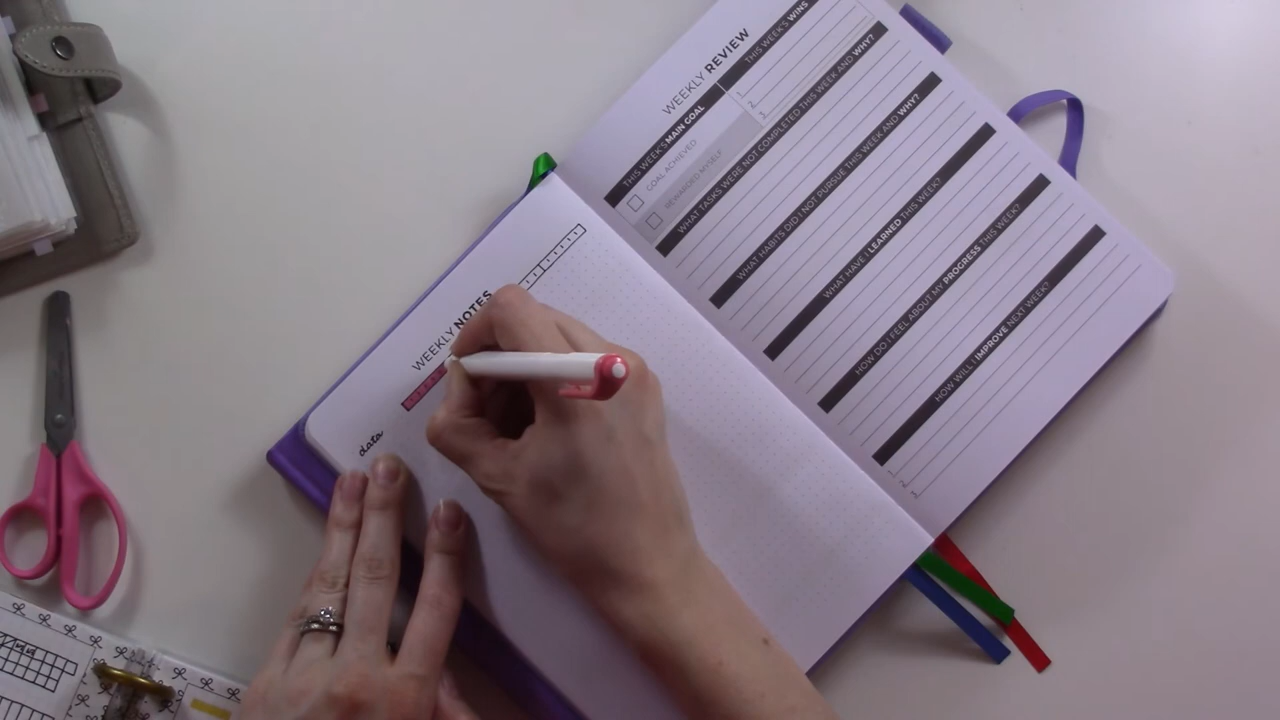 WEEKLY NOTES
data
WEEKLY REVIEW
THIS WEEK'S MAIN GOAL
THIS WEEK'S WINS
GOAL ACHIEVED
REWARDED MYSELF
1
2
3
WHAT TASKS WERE NOT COMPLETED THIS WEEK AND WHY?
WHAT HABITS DID I NOT PURSUE THIS WEEK AND WHY?
WHAT HAVE I LEARNED THIS WEEK?
HOW DO I FEEL ABOUT MY PROGRESS THIS WEEK?
HOW WILL I IMPROVE NEXT WEEK?
1
2
3